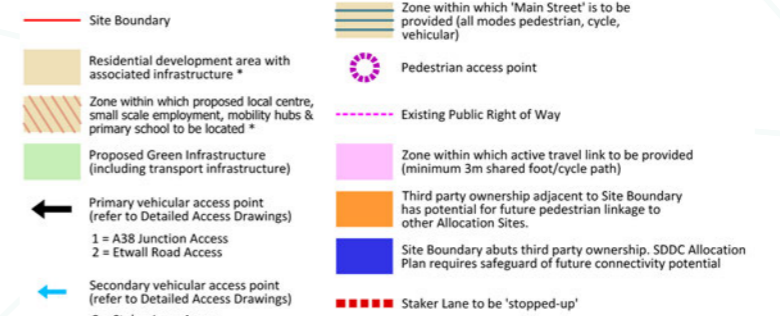 Site Boundary
Residential development area with
associated infrastructure *
Zone within which proposed local centre,
small scale employment, mobility hubs &
primary school to be located *
Proposed Green Infrastructure
(including transport infrastructure)
Primary vehicular access point
(refer to Detailed Access Drawings)
1 = A38 Junction Access
2 = Etwall Road Access
Secondary vehicular access point
(refer to Detailed Access Drawings)
Zone within which 'Main Street' is to be
provided (all modes pedestrian, cycle,
vehicular)
Pedestrian access point
Existing Public Right of Way
Zone within which active travel link to be provided
(minimum 3m shared foot/cycle path)
Third party ownership adjacent to Site Boundary
has potential for future pedestrian linkage to
other Allocation Sites.
Site Boundary abuts third party ownership. SDDC Allocation
Plan requires safeguard of future connectivity potential
Staker Lane to be 'stopped-up'